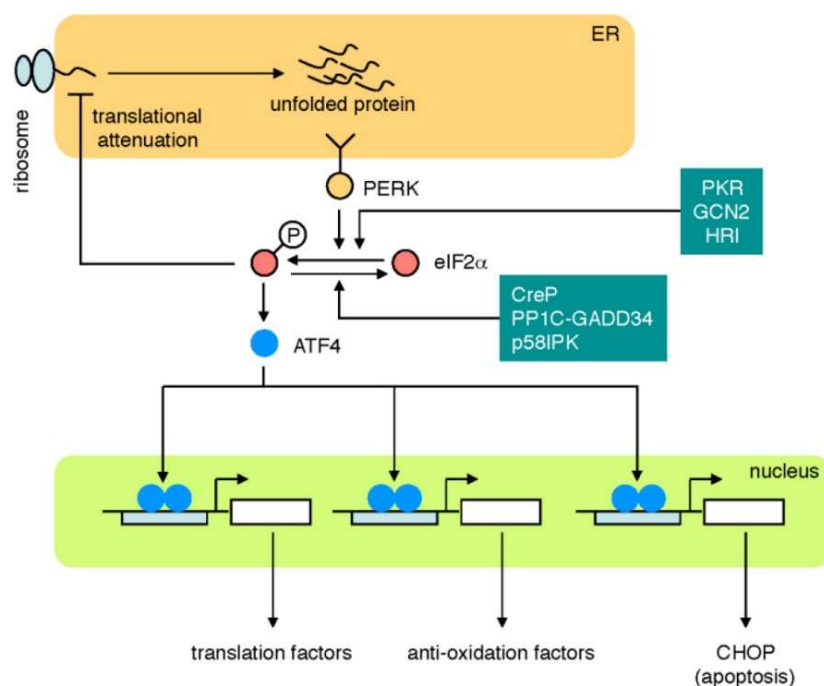 ER
ribosome
unfolded protein
translational
attenuation
PERK
PKR
GCN2
HRI
P
eIF2α
CreP
PP1C-GADD34
p58IPK
ATF4
nucleus
translation factors
anti-oxidation factors
CHOP
(apoptosis)